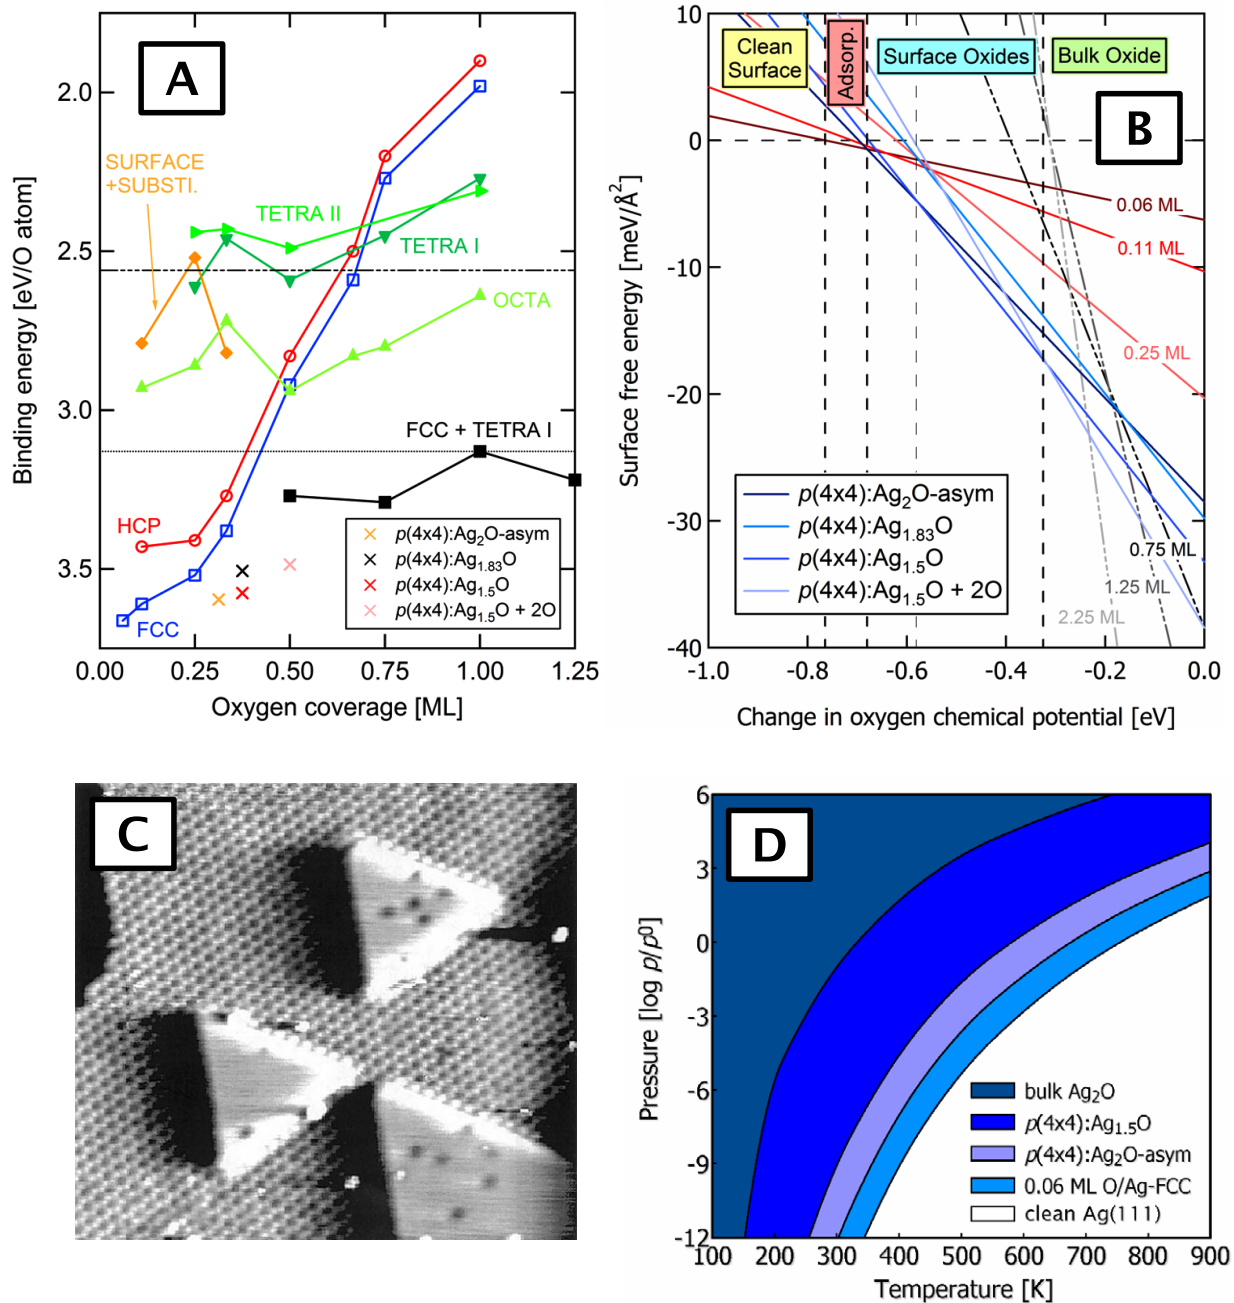 A
2.0
2.5
3.0
3.5
Binding energy [eV/O atom]
SURFACE
+SUBSTI.
TETRA II
TETRA I
OCTA
FCC + TETRA I
HCP
FCC
p(4x4):Ag₂O-asym
p(4x4):Ag₁.₈₃O
p(4x4):Ag₁.₅O
p(4x4):Ag₁.₅O + 2O
0.00 0.25 0.50 0.75 1.00 1.25
Oxygen coverage [ML]
B
10
0
-10
-20
-30
-40
Surface free energy [meV/Å²]
Clean
Surface
Adsorp.
Surface Oxides
Bulk Oxide
0.06 ML
0.11 ML
0.25 ML
0.75 ML
1.25 ML
2.25 ML
p(4x4):Ag₂O-asym
p(4x4):Ag₁.₈₃O
p(4x4):Ag₁.₅O
p(4x4):Ag₁.₅O + 2O
-1.0 -0.8 -0.6 -0.4 -0.2 0.0
Change in oxygen chemical potential [eV]
C
D
6
3
0
-3
-6
-9
-12
Pressure [log p/p⁰]
bulk Ag₂O
p(4x4):Ag₁.₅O
p(4x4):Ag₂O-asym
0.06 ML O/Ag-FCC
clean Ag(111)
100 200 300 400 500 600 700 800 900
Temperature [K]